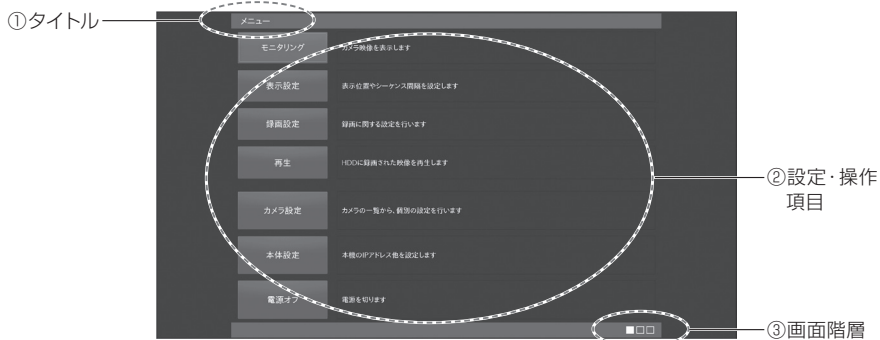 ①タイトル
メニュー
モニタリング カメラ映像を表示します
表示設定 表示位置やシーケンス間隔を設定します
録画設定 録画に関する設定を行います
再生 HDDに録画された映像を再生します
②設定・操作
項目
カメラ設定 カメラの一覧から、個別の設定を行います
本体設定 本機のIPアドレス他を設定します
電源オフ 電源を切ります
③画面階層